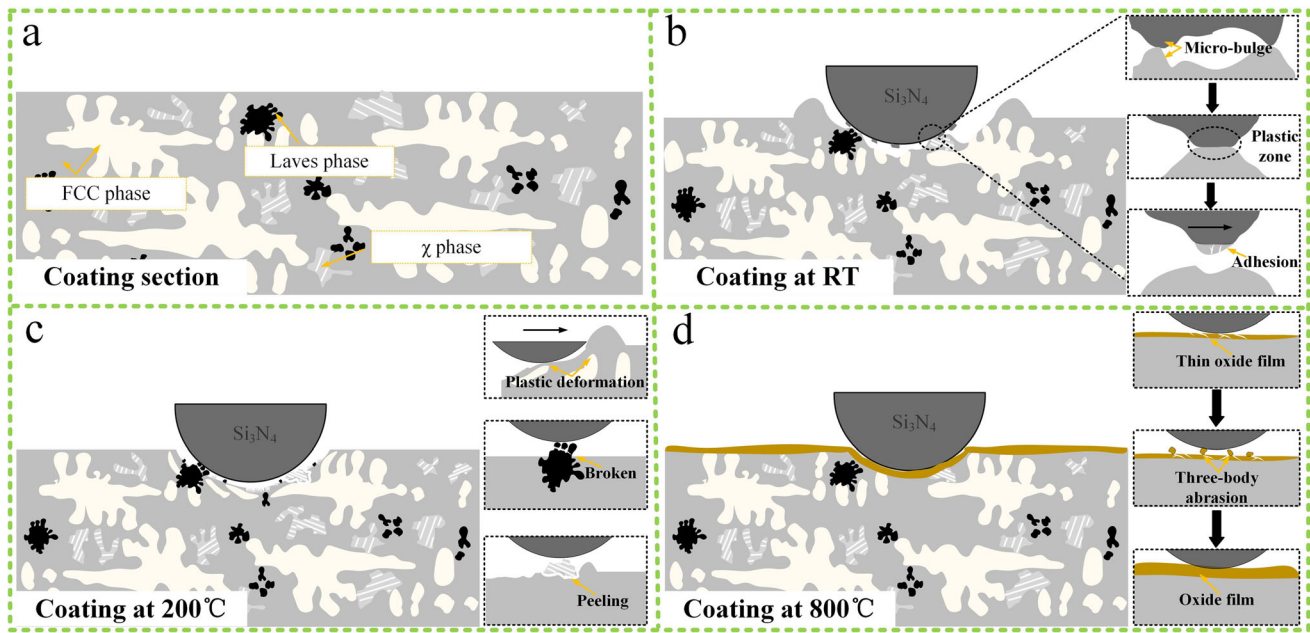 a
Laves phase
FCC phase
χ phase
Coating section
b
Si₃N₄
Micro-bulge
Plastic
zone
Adhesion
Coating at RT
c
Plastic deformation
Si₃N₄
Broken
Peeling
Coating at 200℃
d
Thin oxide film
Si₃N₄
Three-body
abrasion
Oxide film
Coating at 800℃